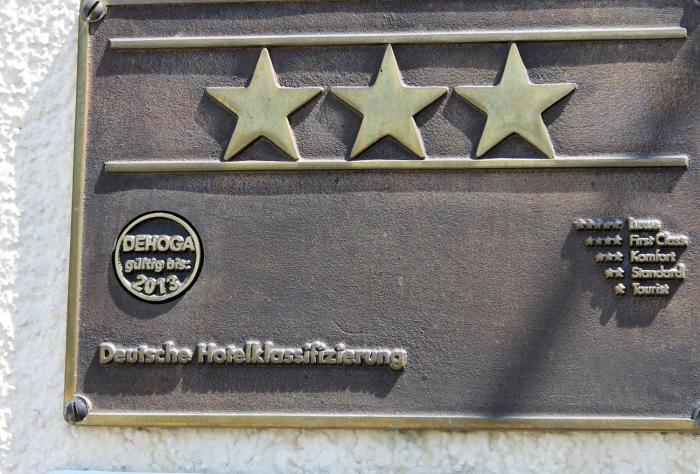 DEHOGA
gültig bis:
2013
Luxus
First Class
Komfort
Standard
Tourist
Deutsche Hotelklassifizierung